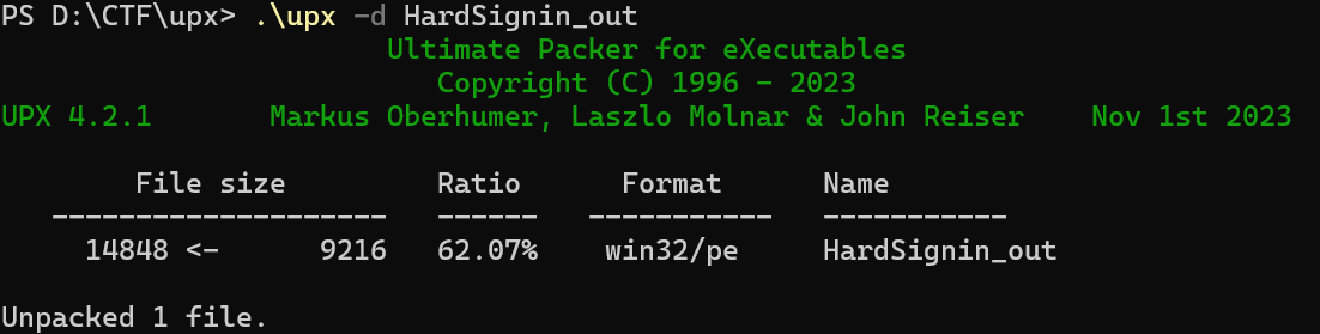 PS D:\CTF\upx> .\upx -d HardSignin_out
Ultimate Packer for eXecutables
Copyright (C) 1996 - 2023
UPX 4.2.1       Markus Oberhumer, Laszlo Molnar & John Reiser    Nov 1st 2023
File size         Ratio      Format      Name
--------------------   ------   -----------   -----------
14848 <-      9216   62.07%    win32/pe     HardSignin_out
Unpacked 1 file.